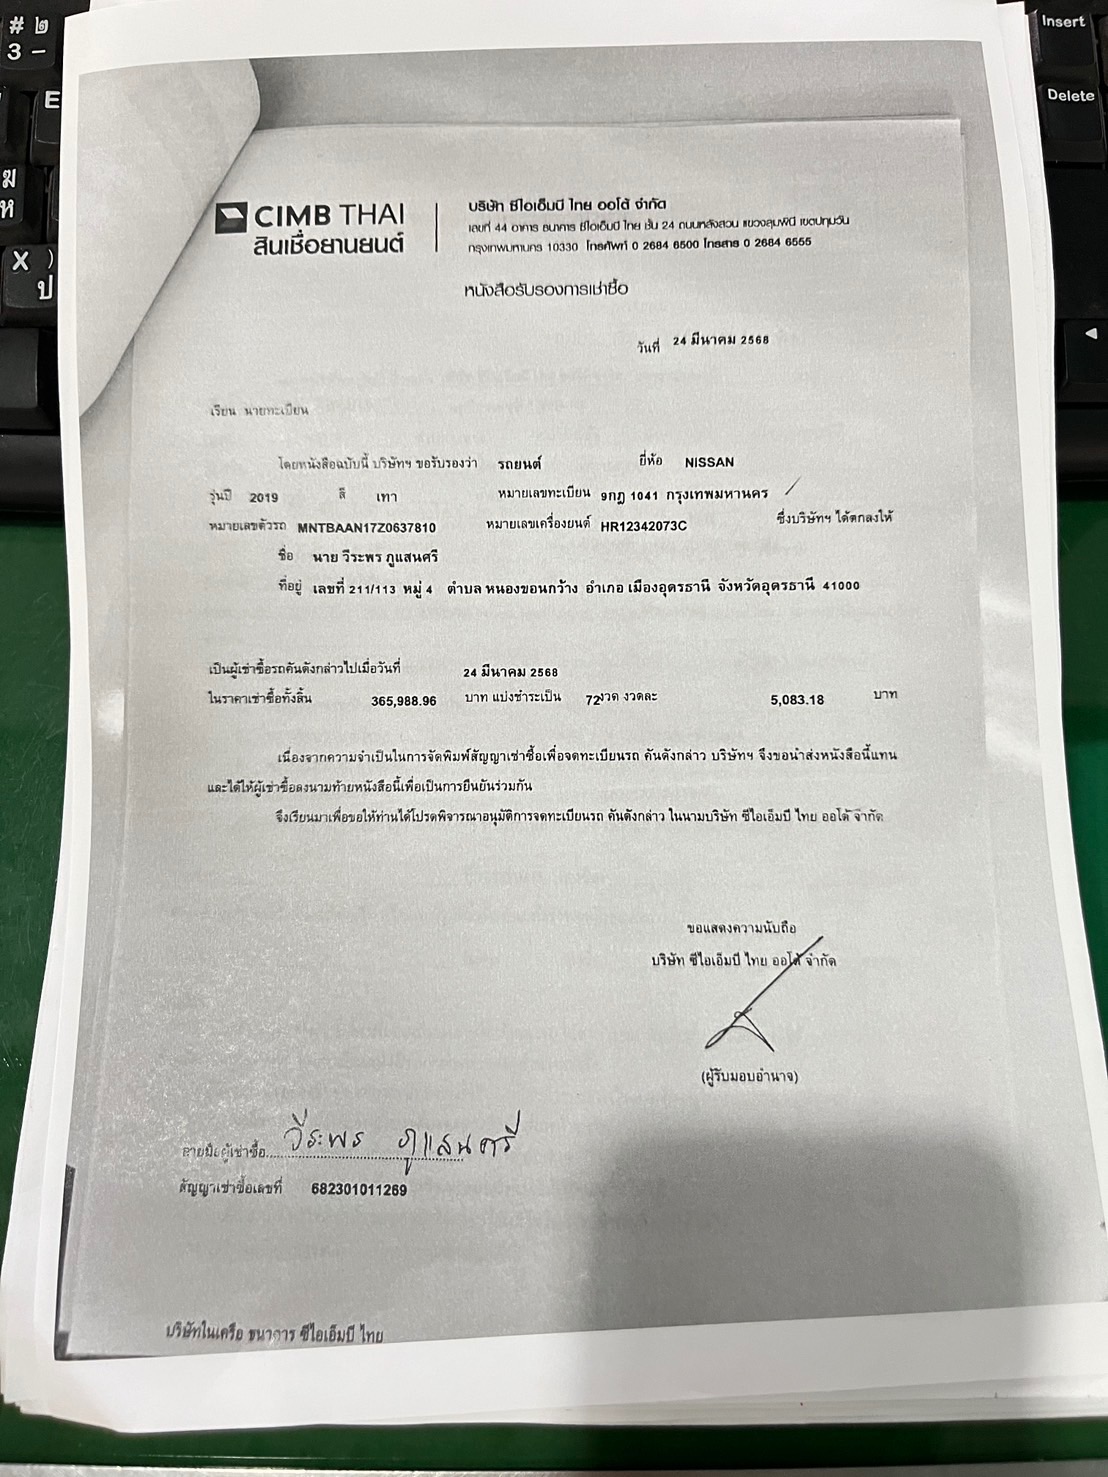 # ๒
3 -
E
ฆ
ห
X )
ป
Insert
Delete
CIMB THAI
สินเชื่อยานยนต์
บริษัท ซีไอเอ็มบี ไทย ออโต้ จำกัด
เลขที่ 44 อาคาร ธนาคาร ซีไอเอ็มบี ไทย ชั้น 24 ถนนหลังสวน แขวงลุมพินี เขตปทุมวัน
กรุงเทพมหานคร 10330 โทรศัพท์ 0 2684 6500 โทรสาร 0 2684 6555
หนังสือรับรองการเช่าซื้อ
วันที่ 24 มีนาคม 2568
เรียน นายทะเบียน
โดยหนังสือฉบับนี้ บริษัทฯ ขอรับรองว่า รถยนต์ ยี่ห้อ NISSAN
รุ่นปี 2019 สี เทา หมายเลขทะเบียน 9กฎ 1041 กรุงเทพมหานคร
หมายเลขตัวรถ MNTBAAN17Z0637810 หมายเลขเครื่องยนต์ HR12342073C ซึ่งบริษัทฯ ได้ตกลงให้
ชื่อ นาย วีระพร ภูแสนศรี
ที่อยู่ เลขที่ 211/113 หมู่ 4 ตำบล หนองขอนกว้าง อำเภอ เมืองอุดรธานี จังหวัดอุดรธานี 41000
เป็นผู้เช่าซื้อรถคันดังกล่าวไปเมื่อวันที่ 24 มีนาคม 2568
ในราคาเช่าซื้อทั้งสิ้น 365,988.96 บาท แบ่งชำระเป็น 72งวด งวดละ 5,083.18 บาท
เนื่องจากความจำเป็นในการจัดพิมพ์สัญญาเช่าซื้อเพื่อจดทะเบียนรถ คันดังกล่าว บริษัทฯ จึงขอนำส่งหนังสือนี้แทน
และได้ให้ผู้เช่าซื้อลงนามท้ายหนังสือนี้เพื่อเป็นการยืนยันร่วมกัน
จึงเรียนมาเพื่อขอให้ท่านได้โปรดพิจารณาอนุมัติการจดทะเบียนรถ คันดังกล่าว ในนามบริษัท ซีไอเอ็มบี ไทย ออโต้ จำกัด
ขอแสดงความนับถือ
บริษัท ซีไอเอ็มบี ไทย ออโต้ จำกัด
(ผู้รับมอบอำนาจ)
ลายมือผู้เช่าซื้อ วีระพร ภูแสนศรี
สัญญาเช่าซื้อเลขที่ 682301011269
บริษัทในเครือ ธนาคาร ซีไอเอ็มบี ไทย